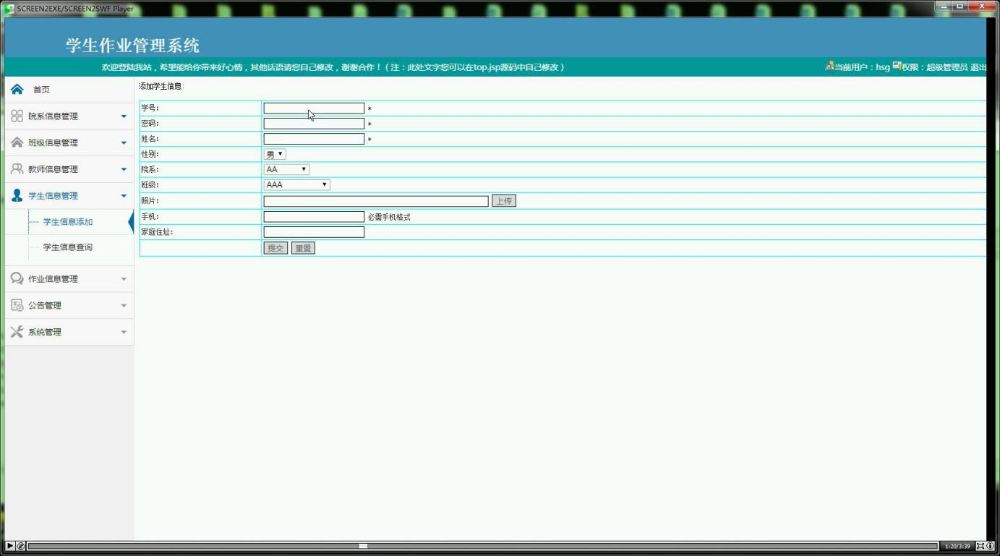 SCREEN2EXE/SCREEN2SWF Player
学生作业管理系统
欢迎登陆我站，希望能给你带来好心情，其他话语请您自己修改，谢谢合作！（注：此处文字您可以在top.jsp源码中自己修改）
当前用户：hsg 权限：超级管理员 退出
首页
院系信息管理
班级信息管理
教师信息管理
学生信息管理
学生信息添加
学生信息查询
作业信息管理
公告管理
系统管理
添加学生信息:
学号: *
密码: *
姓名: *
性别: 男
院系: AA
班级: AAA
照片: 上传
手机: 必需手机格式
家庭住址:
提交 重置
1:20/3:39